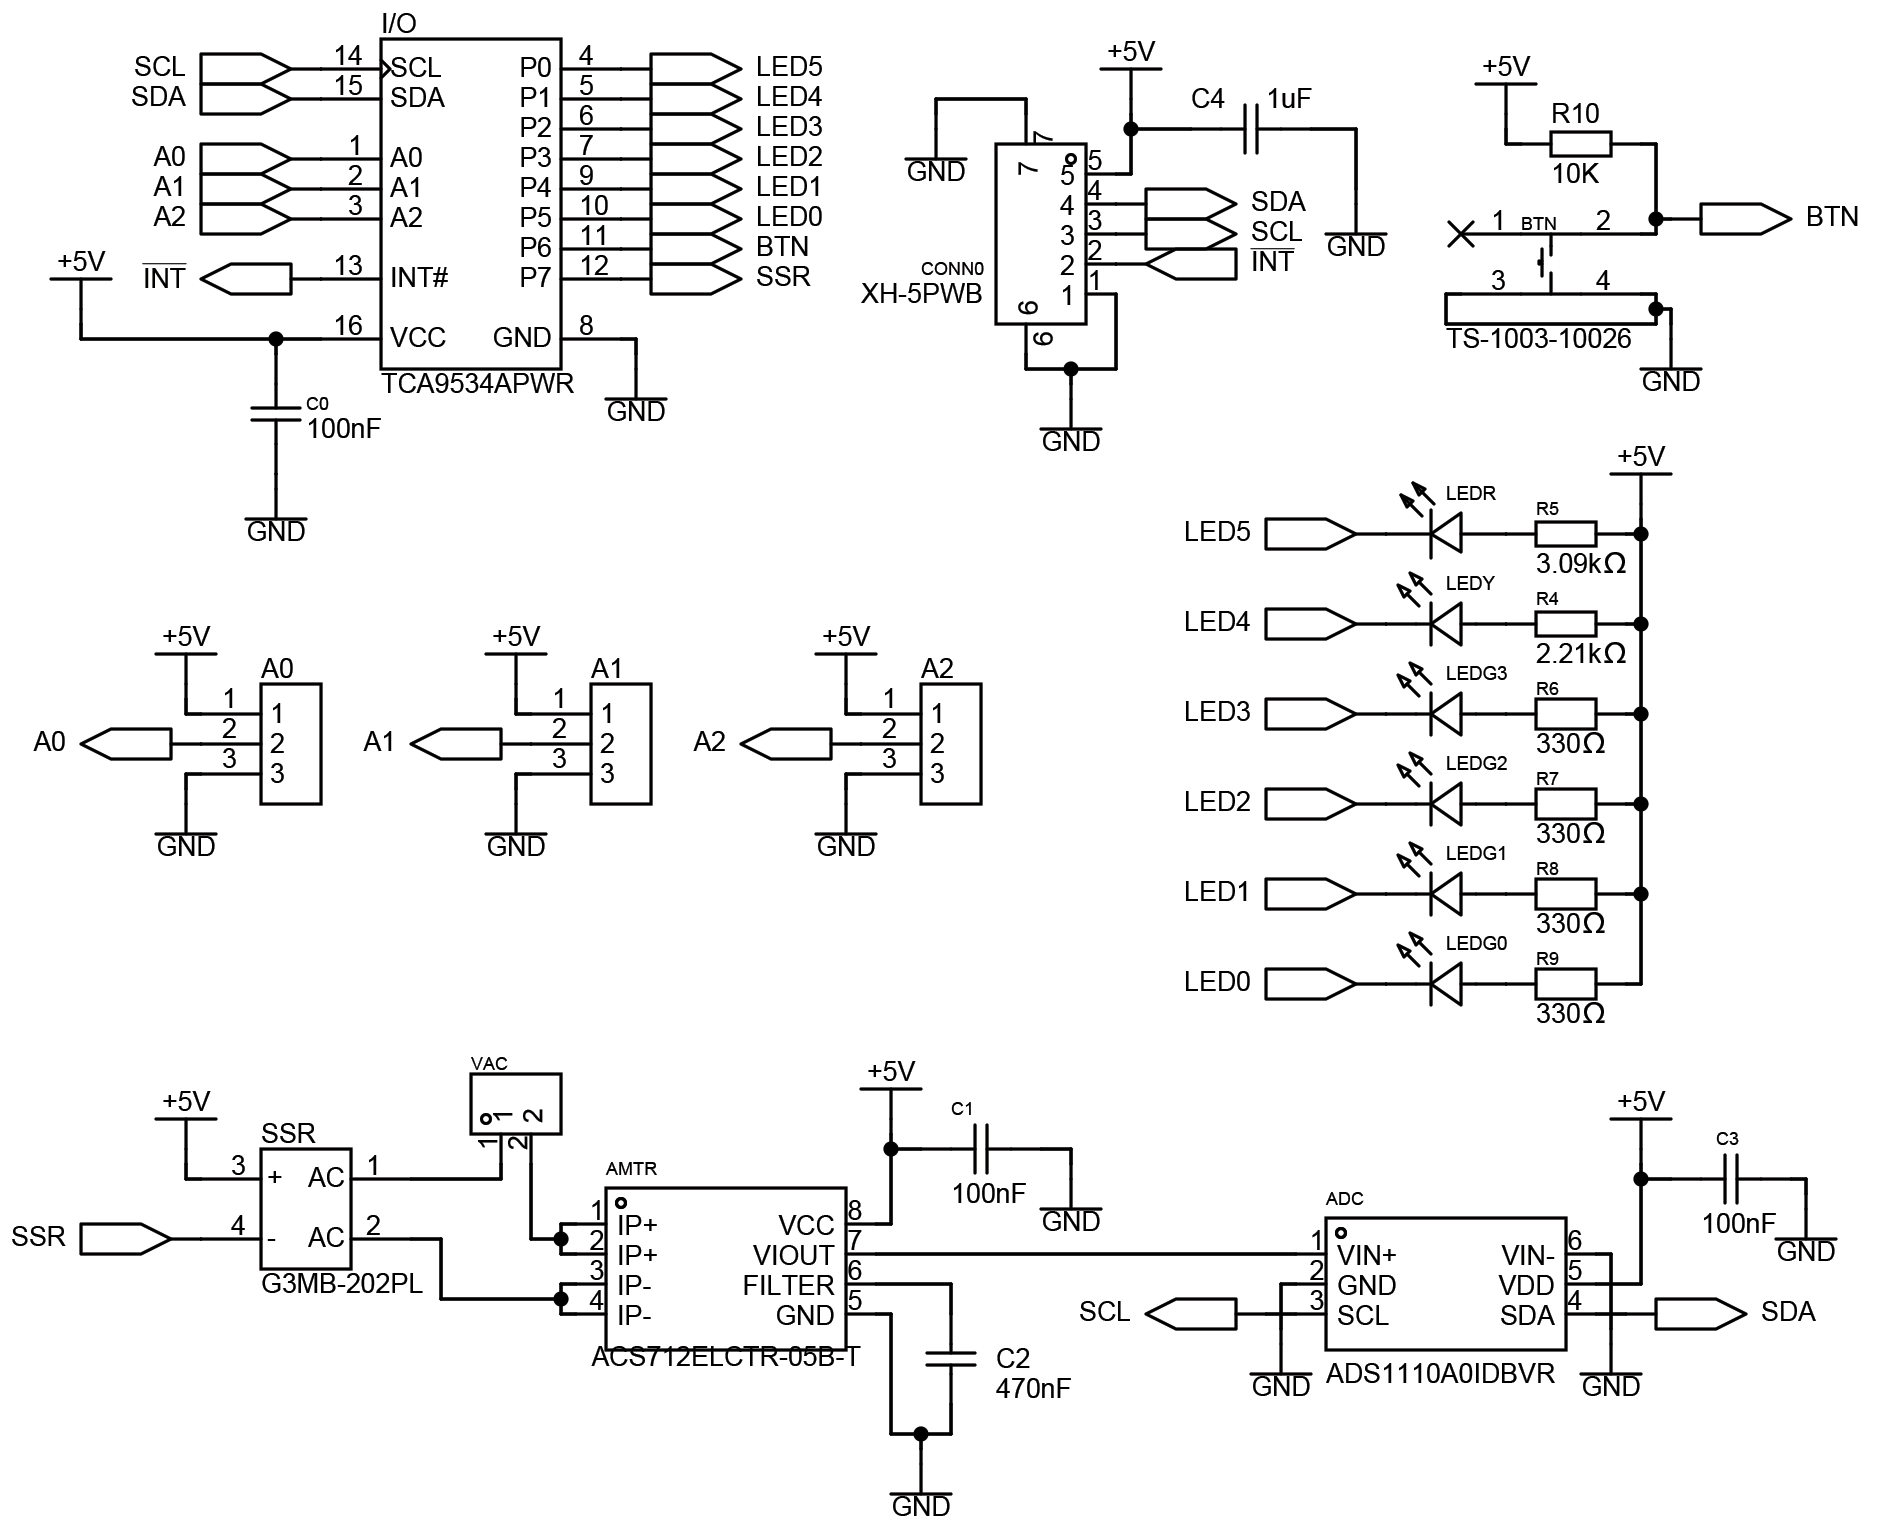 I/O
SCL 14 SCL P0 4 LED5
SDA 15 SDA P1 5 LED4
P2 6 LED3
A0 1 A0 P3 7 LED2
A1 2 A1 P4 9 LED1
A2 3 A2 P5 10 LED0
P6 11 BTN
INT 13 INT# P7 12 SSR
+5V
16 VCC GND 8
TCA9534APWR
GND
C0
100nF
GND
+5V
C4 1uF
GND
7 7
5 5
4 4 SDA
3 3 SCL
2 2 INT
1 1
GND
CONN0
XH-5PWB
6 6
GND
+5V
R10
10K
1 BTN 2 BTN
3 4
TS-1003-10026
GND
+5V
LED5 LEDR R5
3.09kΩ
LED4 LEDY R4
2.21kΩ
LED3 LEDG3 R6
330Ω
LED2 LEDG2 R7
330Ω
LED1 LEDG1 R8
330Ω
LED0 LEDG0 R9
330Ω
+5V
A0
1 1
A0 2 2
3 3
GND
+5V
A1
1 1
A1 2 2
3 3
GND
+5V
A2
1 1
A2 2 2
3 3
GND
VAC
1 2
1 2
+5V
SSR
3 + AC 1
SSR 4 - AC 2
G3MB-202PL
+5V
C1
100nF
GND
AMTR
1 IP+ VCC 8
2 IP+ VIOUT 7
3 IP- FILTER 6
4 IP- GND 5
ACS712ELCTR-05B-T
C2
470nF
GND
+5V
C3
100nF
GND
ADC
1 VIN+ VIN- 6
2 GND VDD 5
SCL 3 SCL SDA 4 SDA
GND ADS1110A0IDBVR GND